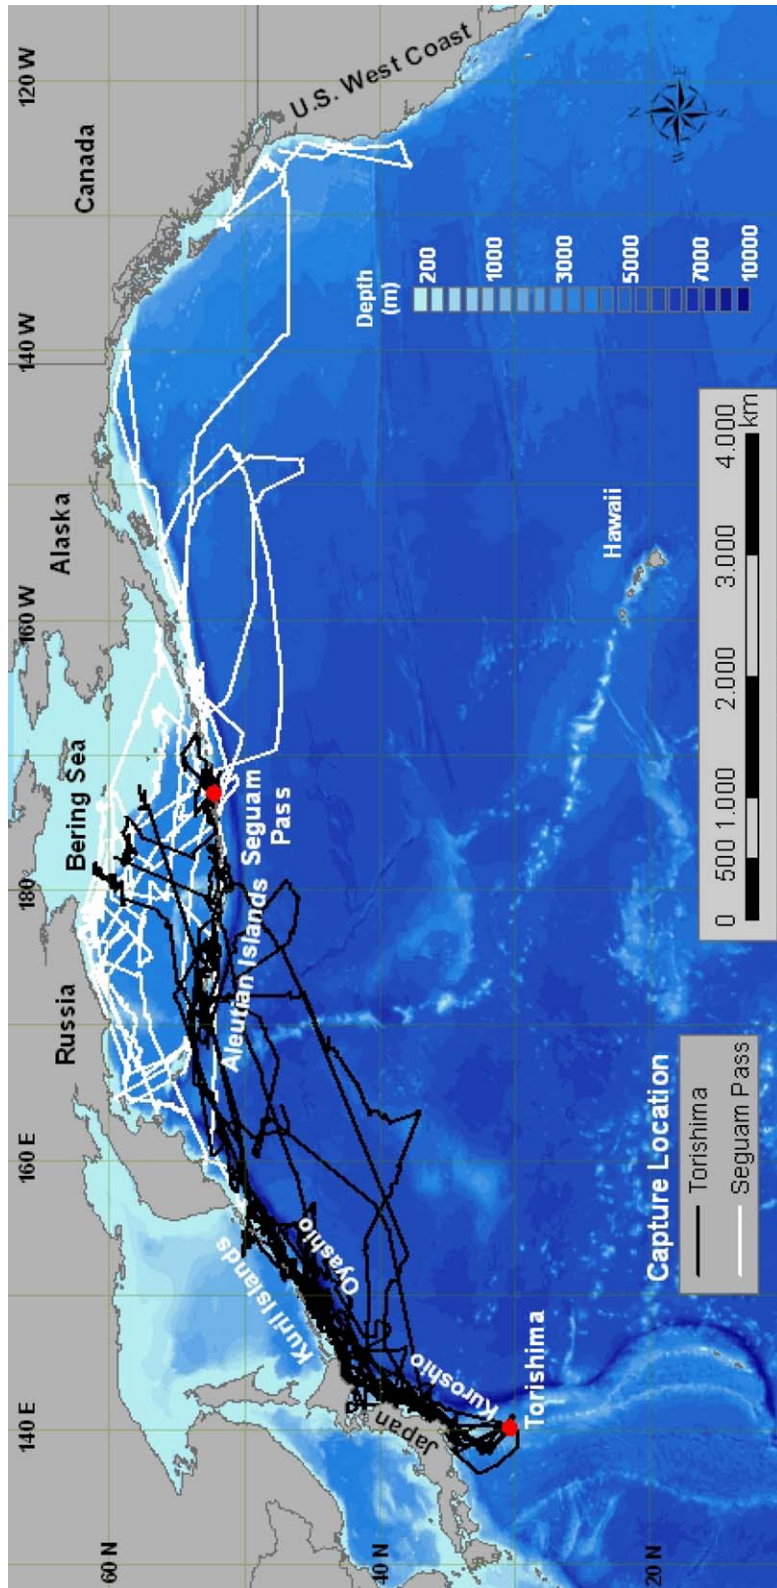 Canada
Alaska
Bering Sea
Russia
160 E
180
160 W
140 W
120 W
140 E
60 N
40 N
20 N
U.S. West Coast
Kuril Islands
Oyashio
Aleutian Islands
Seguam
Pass
Japan
Kuroshio
Torishima
Hawaii
Depth
(m)
200
1000
3000
5000
7000
10000
N
E
S
W
Capture Location
Torishima
Seguam Pass
0 500 1.000 2.000 3.000 4.000
km